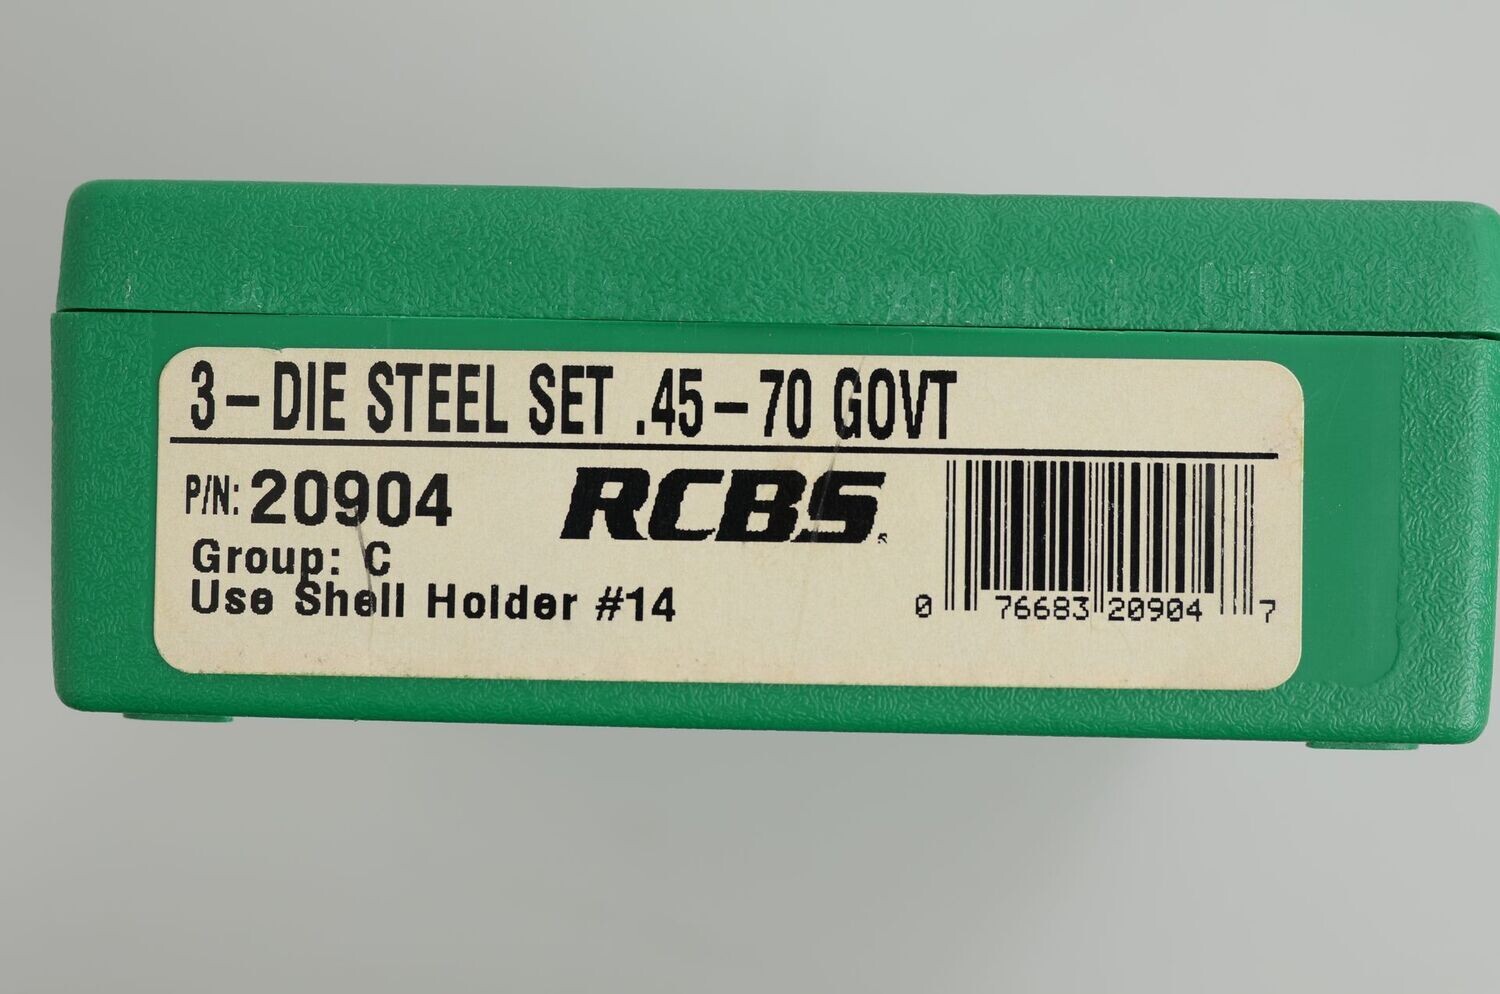 3-DIE STEEL SET .45-70 GOVT
P/N: 20904
RCBS
Group: C
Use Shell Holder #14
0 76683 20904 7